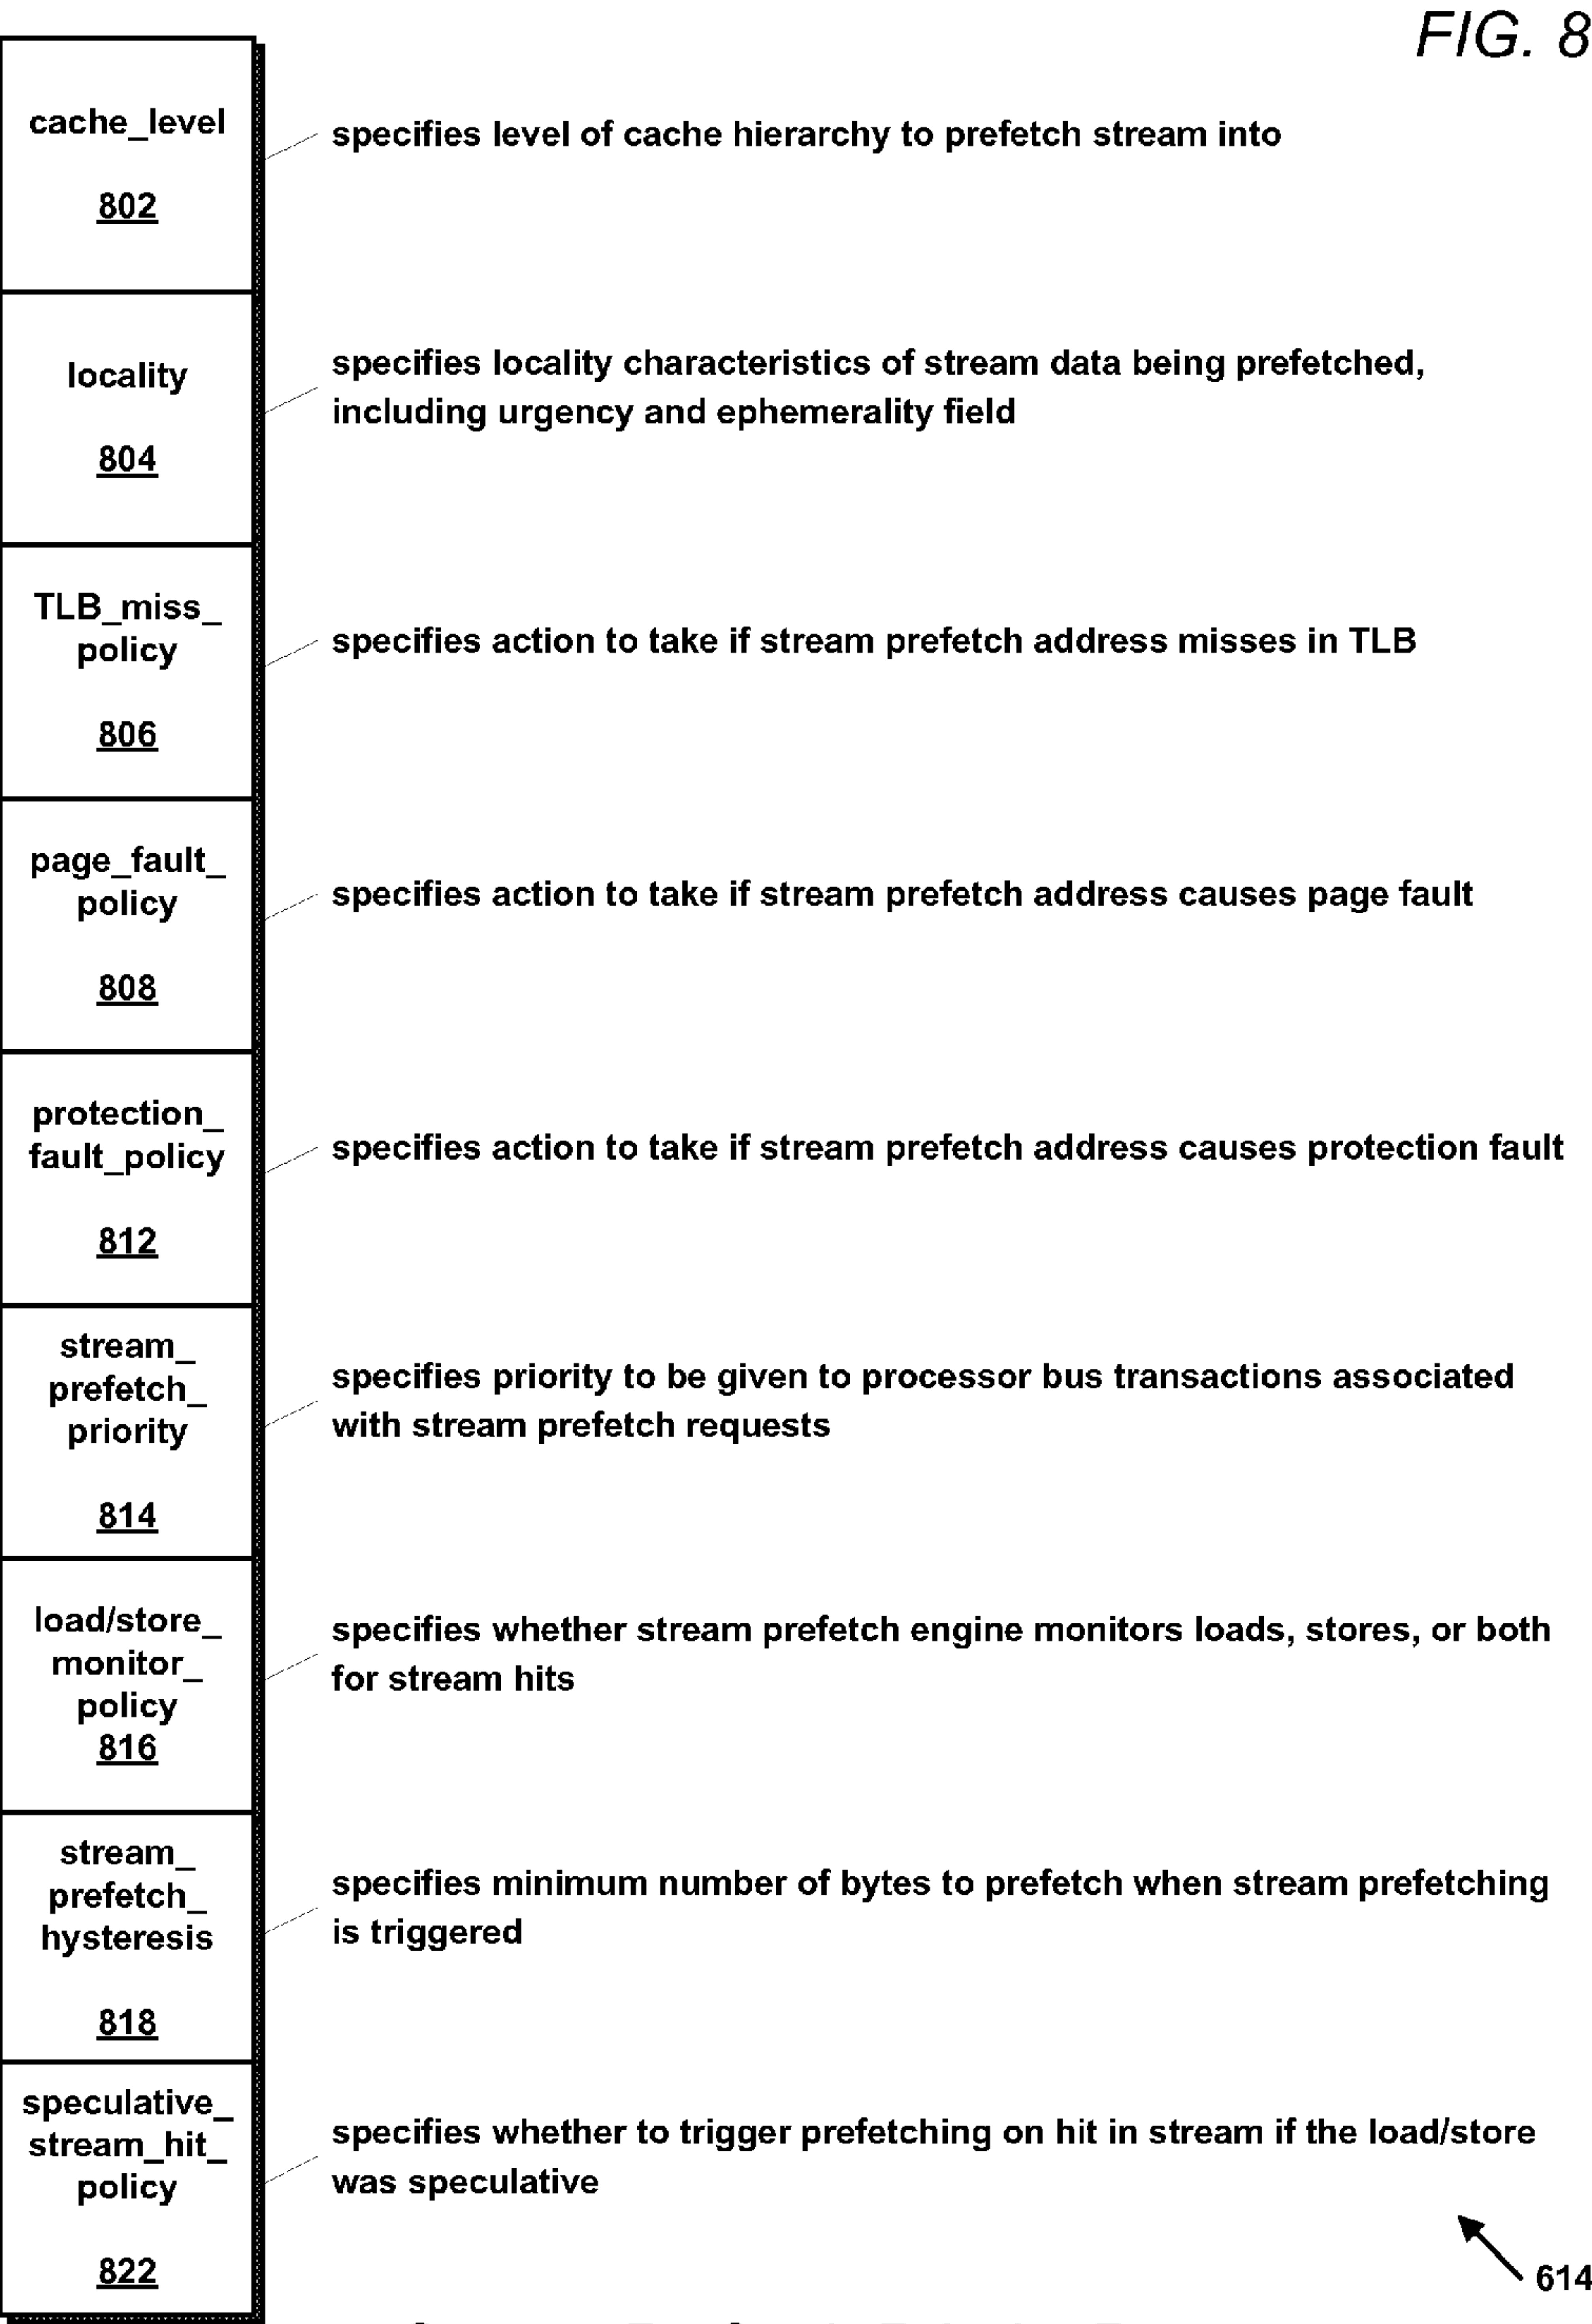 FIG. 8
cache_level
802
specifies level of cache hierarchy to prefetch stream into
locality
804
specifies locality characteristics of stream data being prefetched,
including urgency and ephemerality field
TLB_miss_
policy
806
specifies action to take if stream prefetch address misses in TLB
page_fault_
policy
808
specifies action to take if stream prefetch address causes page fault
protection_
fault_policy
812
specifies action to take if stream prefetch address causes protection fault
stream_
prefetch_
priority
814
specifies priority to be given to processor bus transactions associated
with stream prefetch requests
load/store_
monitor_
policy
816
specifies whether stream prefetch engine monitors loads, stores, or both
for stream hits
stream_
prefetch_
hysteresis
818
specifies minimum number of bytes to prefetch when stream prefetching
is triggered
speculative_
stream_hit_
policy
822
specifies whether to trigger prefetching on hit in stream if the load/store
was speculative
614